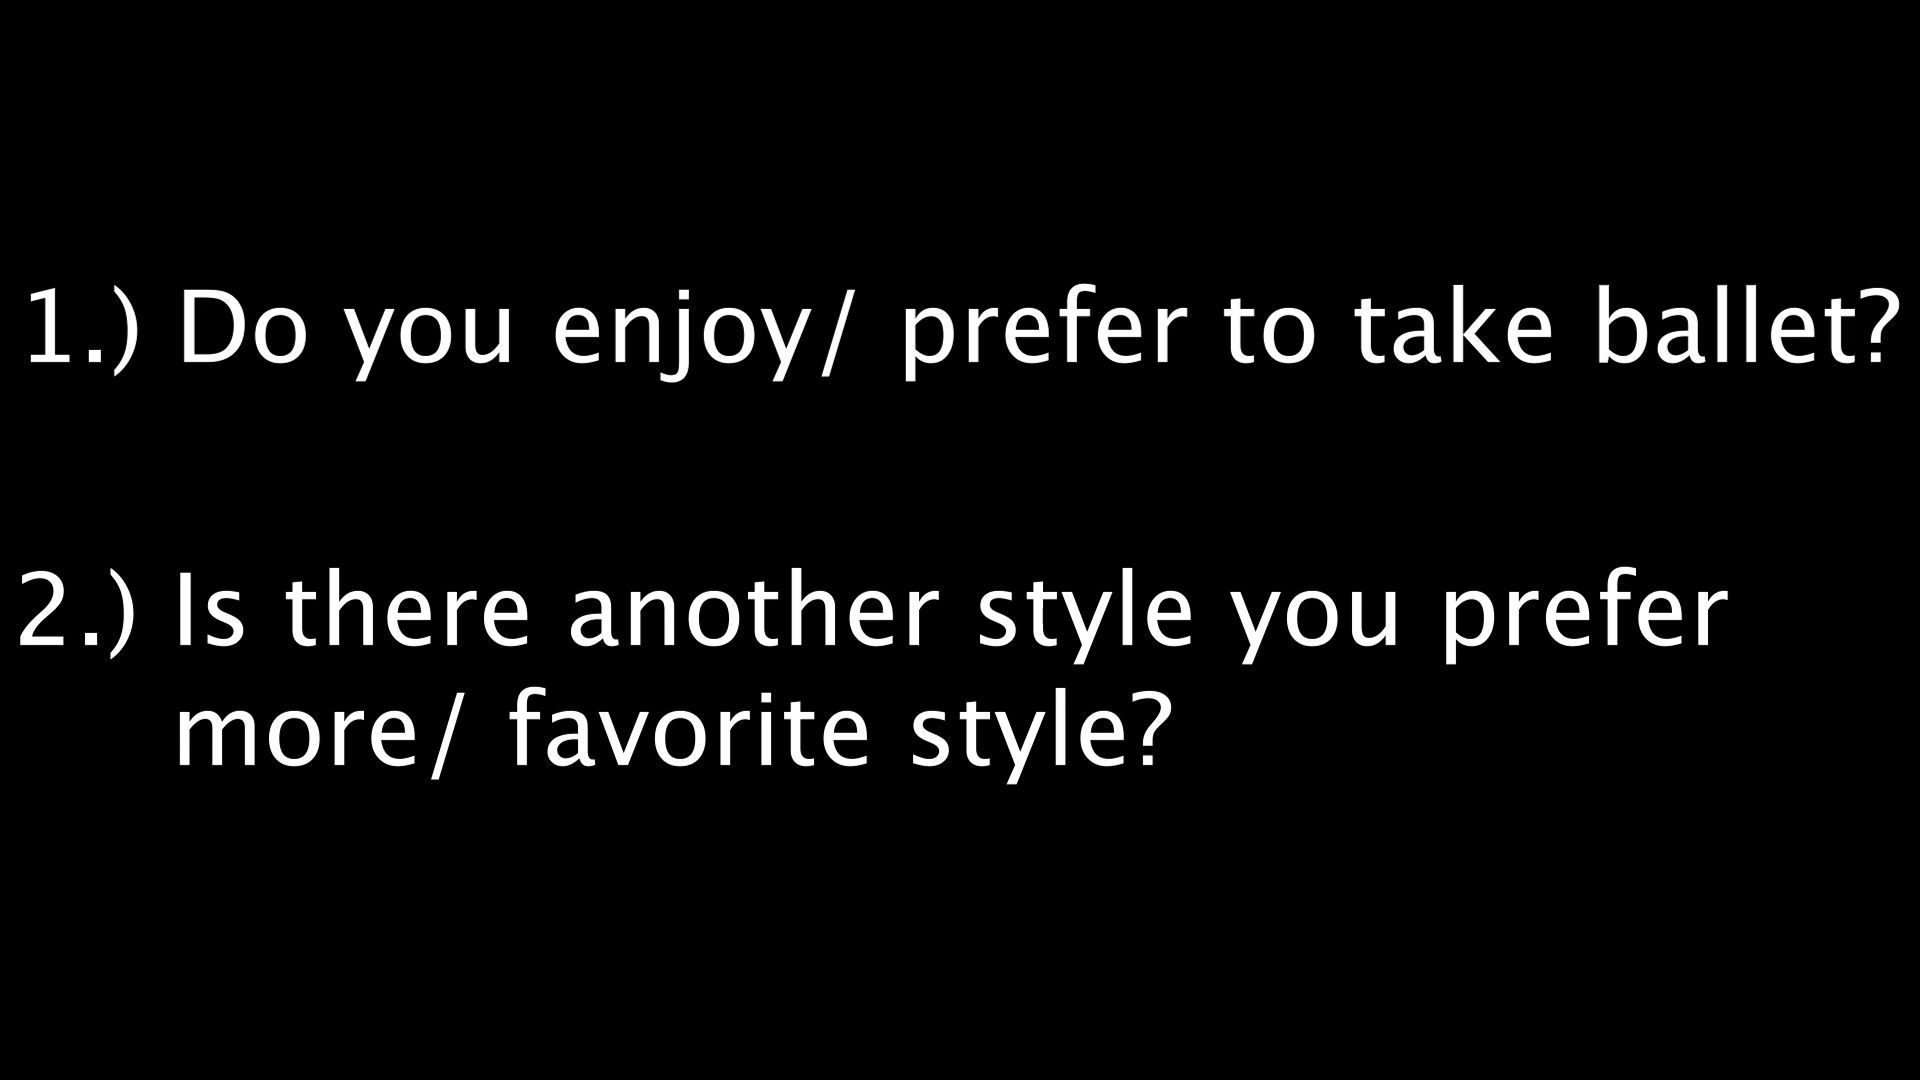 1.) Do you enjoy/ prefer to take ballet?
2.) Is there another style you prefer
more/ favorite style?